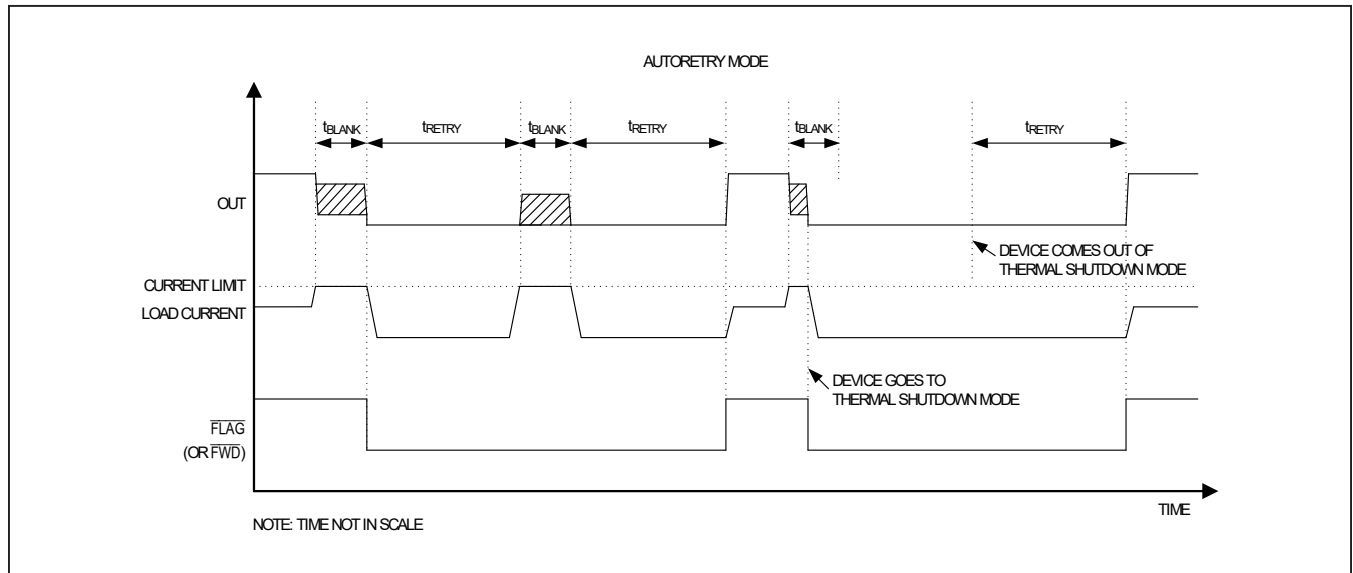 AUTORETRY MODE
tBLANK
tRETRY
tBLANK
tRETRY
tBLANK
tRETRY
OUT
DEVICE COMES OUT OF
THERMAL SHUTDOWN MODE
CURRENT LIMIT
LOAD CURRENT
DEVICE GOES TO
THERMAL SHUTDOWN MODE
FLAG
(OR FWD)
TIME
NOTE: TIME NOT IN SCALE